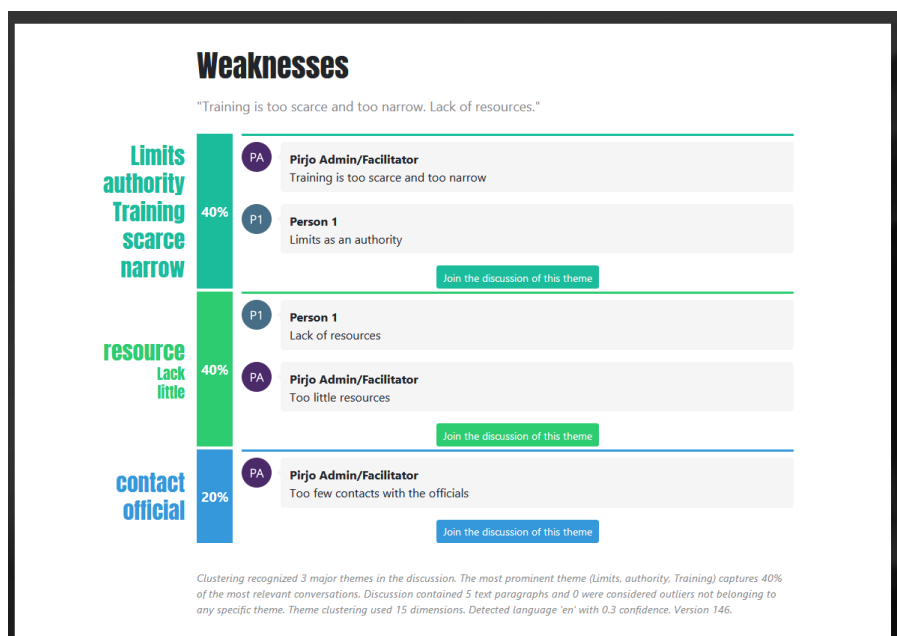 Weaknesses
"Training is too scarce and too narrow. Lack of resources."
Limits
authority
Training
scarce
narrow
40%
PA
Pirjo Admin/Facilitator
Training is too scarce and too narrow
P1
Person 1
Limits as an authority
Join the discussion of this theme
resource
Lack
little
40%
P1
Person 1
Lack of resources
PA
Pirjo Admin/Facilitator
Too little resources
Join the discussion of this theme
contact
official
20%
PA
Pirjo Admin/Facilitator
Too few contacts with the officials
Join the discussion of this theme
Clustering recognized 3 major themes in the discussion. The most prominent theme (Limits, authority, Training) captures 40%
of the most relevant conversations. Discussion contained 5 text paragraphs and 0 were considered outliers not belonging to
any specific theme. Theme clustering used 15 dimensions. Detected language 'en' with 0.3 confidence. Version 146.